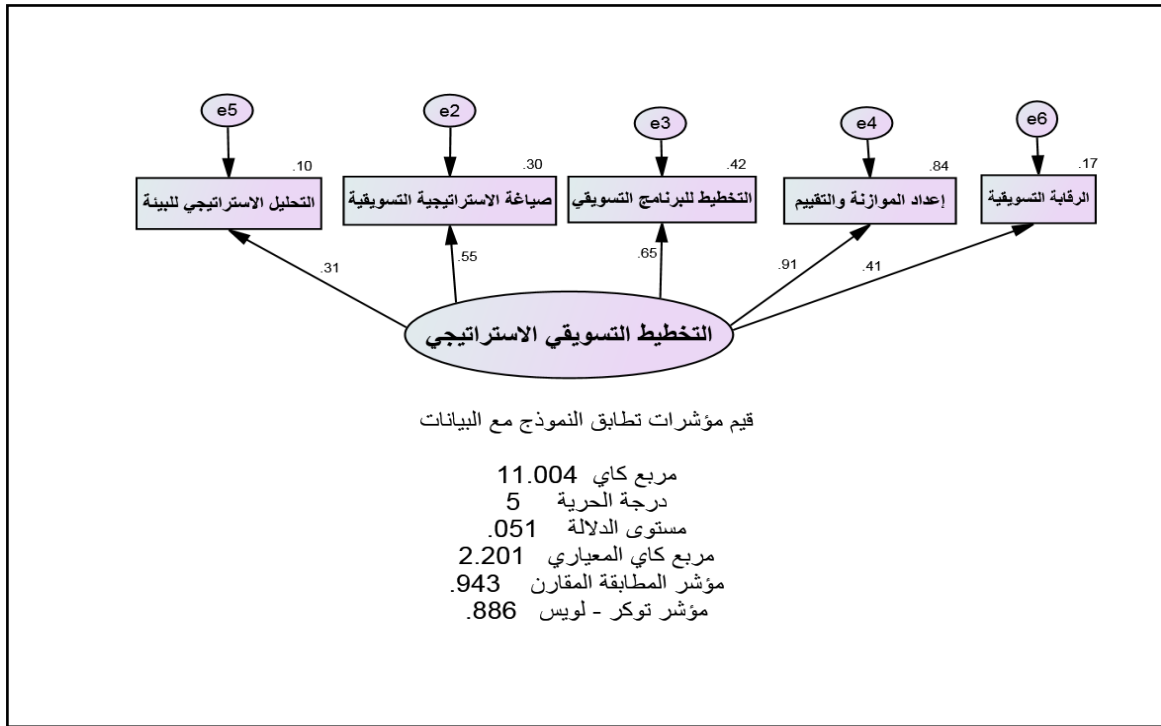 e5
e2
e3
e4
e6
.10
.30
.42
.84
.17
التحليل الاستراتيجي للبيئة
صياغة الاستراتيجية التسويقية
التخطيط للبرنامج التسويقي
إعداد الموازنة والتقييم
الرقابة التسويقية
.31
.55
.65
.91
.41
التخطيط التسويقي الاستراتيجي
قيم مؤشرات تطابق النموذج مع البيانات
مربع كاي 11.004
درجة الحرية 5
مستوى الدلالة .051
مربع كاي المعياري 2.201
مؤشر المطابقة المقارن .943
مؤشر توكر - لويس .886